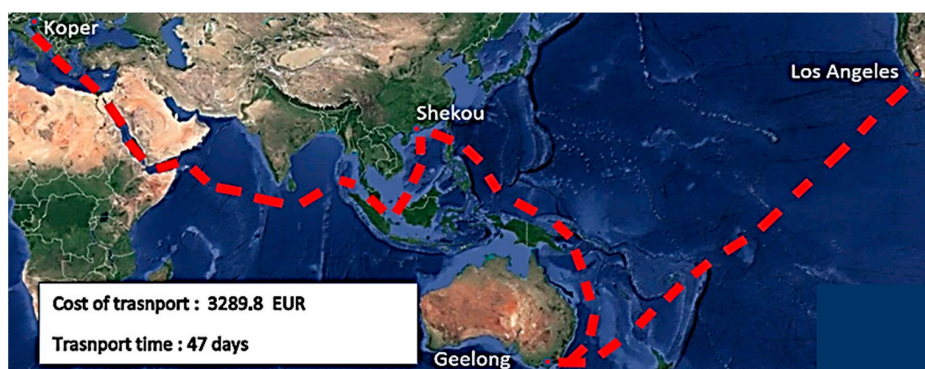 Koper
Los Angeles
Shekou
Cost of trasnport : 3289.8 EUR
Trasnport time : 47 days
Geelong